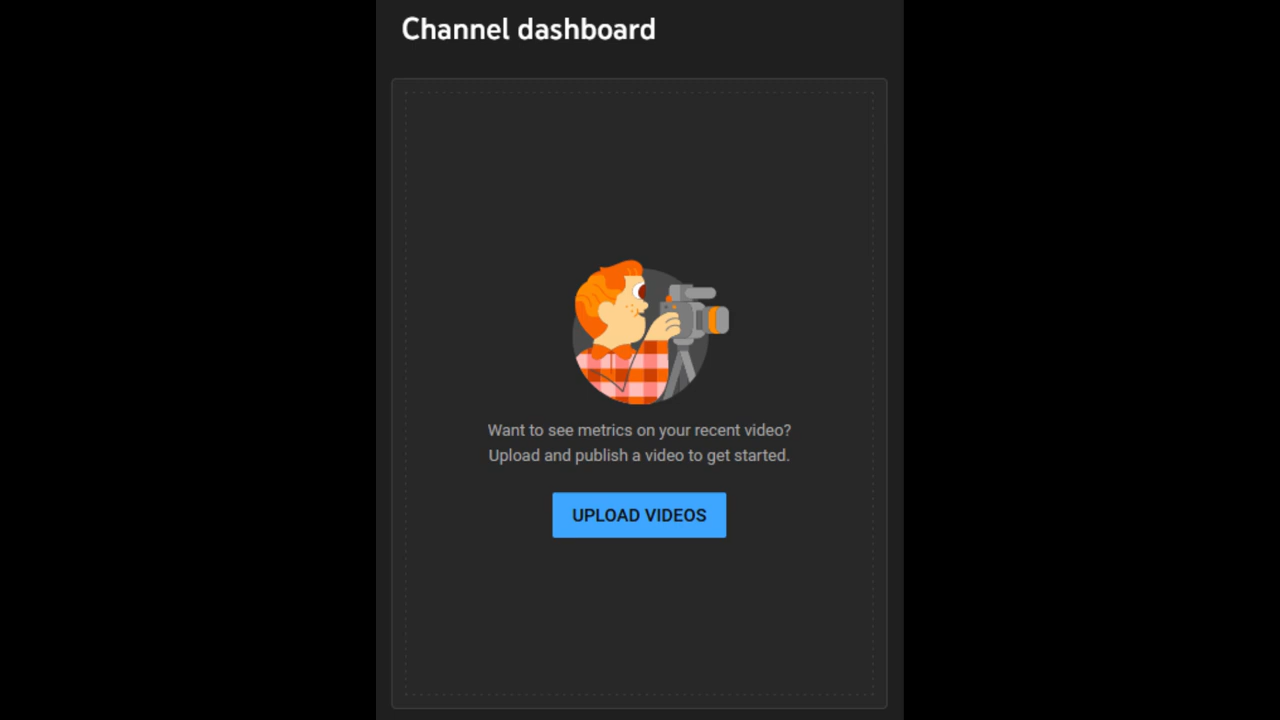 Channel dashboard
Want to see metrics on your recent video?
Upload and publish a video to get started.
UPLOAD VIDEOS